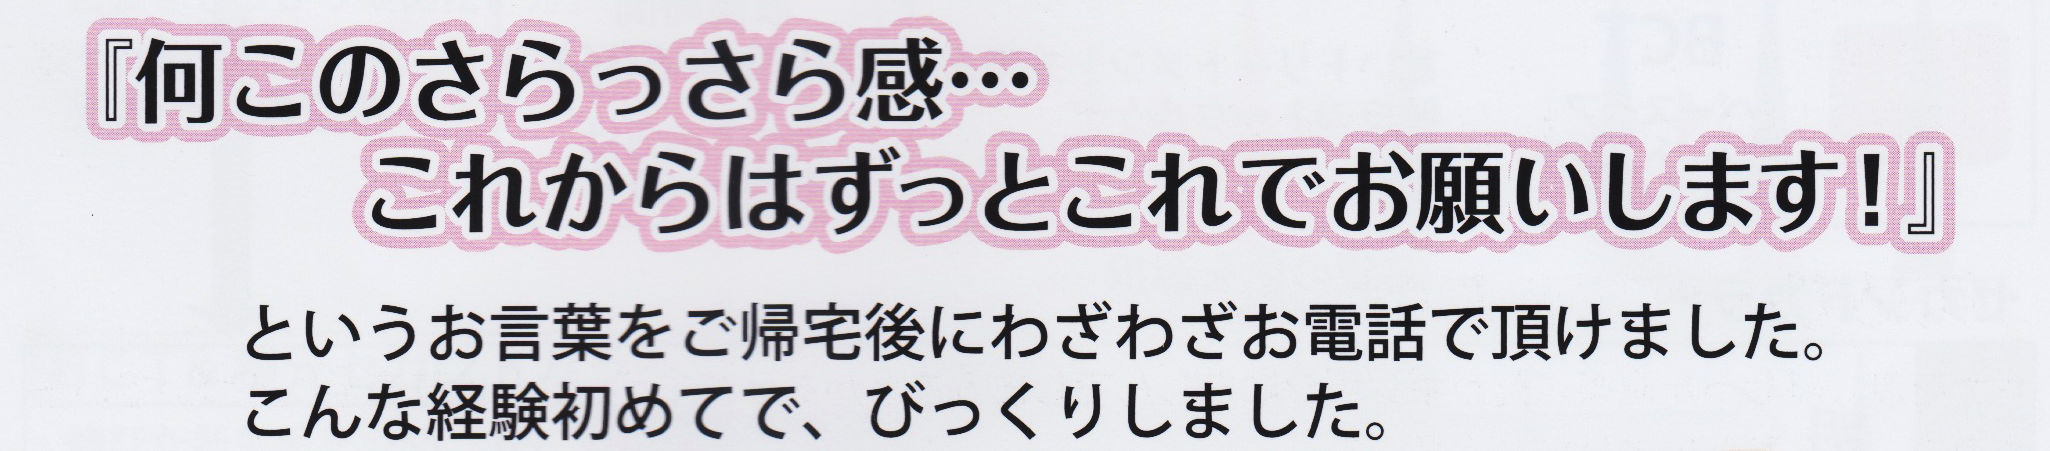 『何このさらっさら感…
これからはずっとこれでお願いします！』
というお言葉をご帰宅後にわざわざお電話で頂けました。
こんな経験初めてで、びっくりしました。